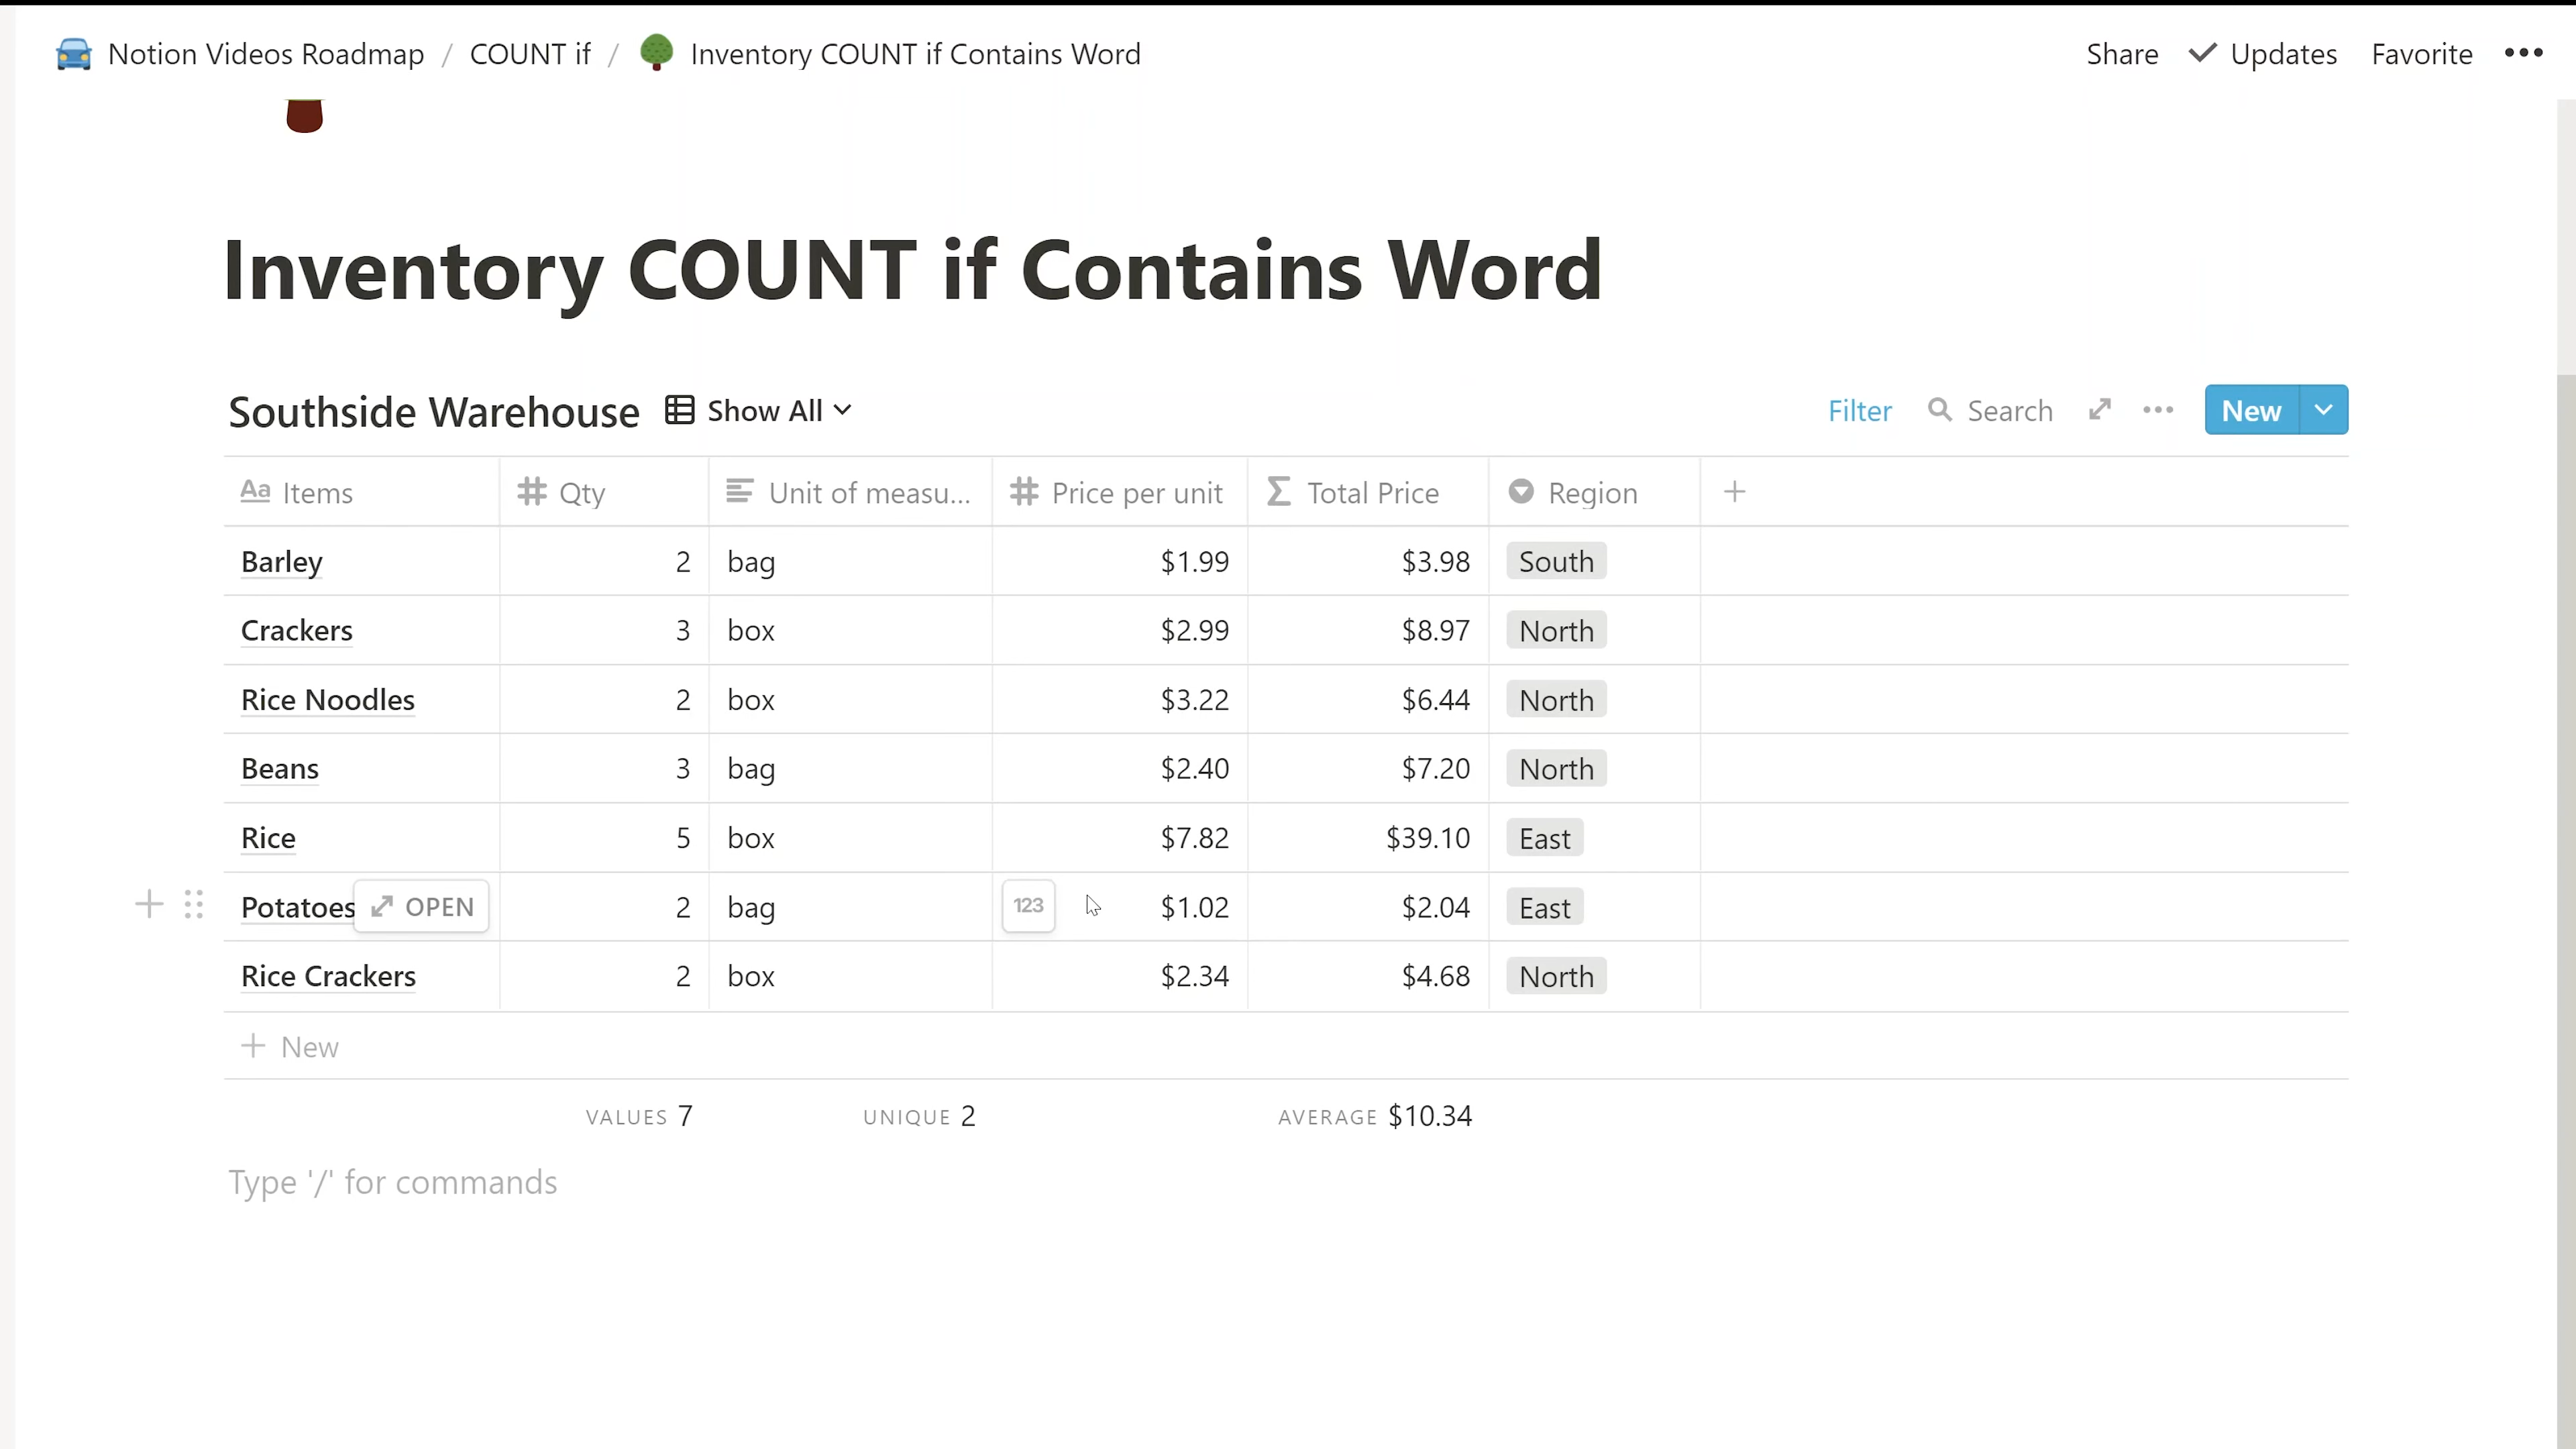 Notion Videos Roadmap / COUNT if / Inventory COUNT if Contains Word Share Updates Favorite
Inventory COUNT if Contains Word
Southside Warehouse Show All Filter Search New
Aa Items Qty Unit of measu... Price per unit Total Price Region
Barley 2 bag $1.99 $3.98 South
Crackers 3 box $2.99 $8.97 North
Rice Noodles 2 box $3.22 $6.44 North
Beans 3 bag $2.40 $7.20 North
Rice 5 box $7.82 $39.10 East
Potatoes OPEN 2 bag 123 $1.02 $2.04 East
Rice Crackers 2 box $2.34 $4.68 North
+ New
VALUES 7 UNIQUE 2 AVERAGE $10.34
Type '/' for commands